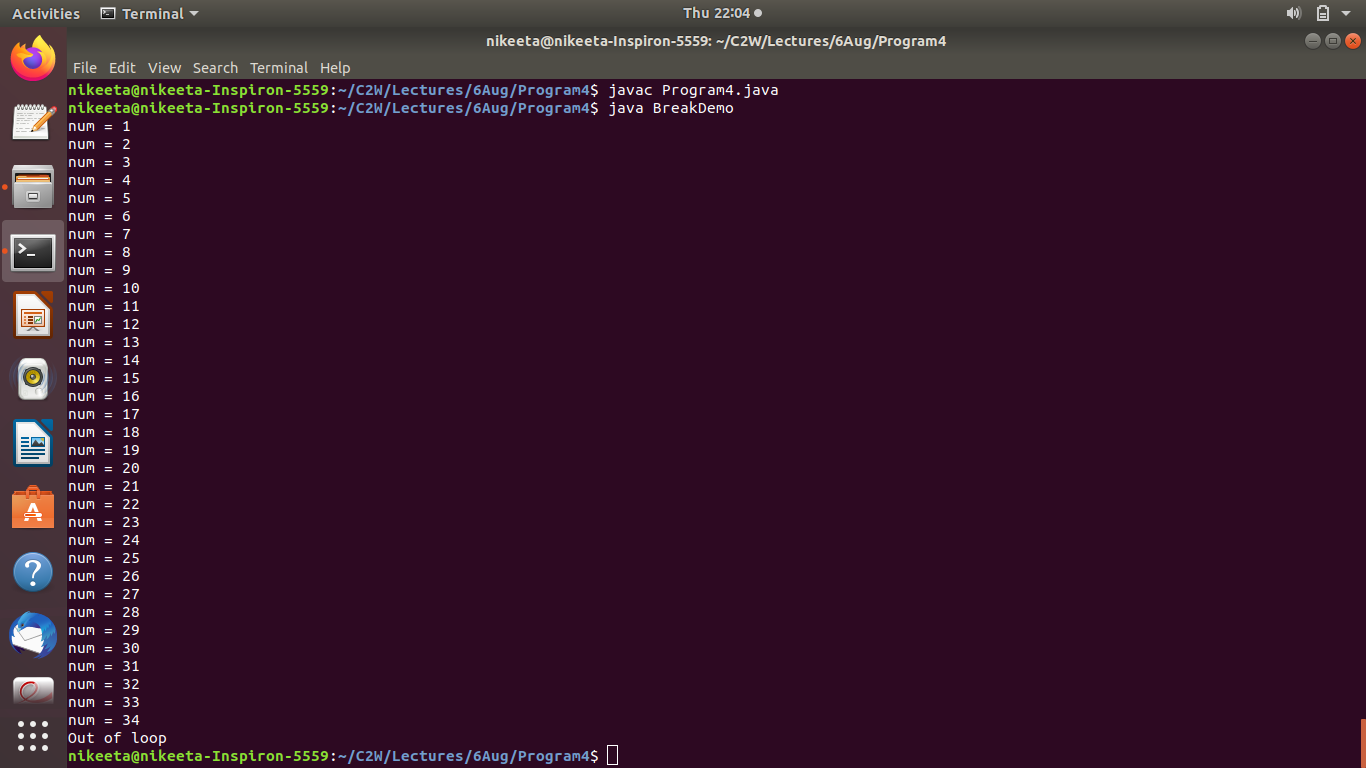 Activities Terminal Thu 22:04
nikeeta@nikeeta-Inspiron-5559: ~/C2W/Lectures/6Aug/Program4
File Edit View Search Terminal Help
nikeeta@nikeeta-Inspiron-5559:~/C2W/Lectures/6Aug/Program4$ javac Program4.java
nikeeta@nikeeta-Inspiron-5559:~/C2W/Lectures/6Aug/Program4$ java BreakDemo
num = 1
num = 2
num = 3
num = 4
num = 5
num = 6
num = 7
num = 8
num = 9
num = 10
num = 11
num = 12
num = 13
num = 14
num = 15
num = 16
num = 17
num = 18
num = 19
num = 20
num = 21
num = 22
num = 23
num = 24
num = 25
num = 26
num = 27
num = 28
num = 29
num = 30
num = 31
num = 32
num = 33
num = 34
Out of loop
nikeeta@nikeeta-Inspiron-5559:~/C2W/Lectures/6Aug/Program4$